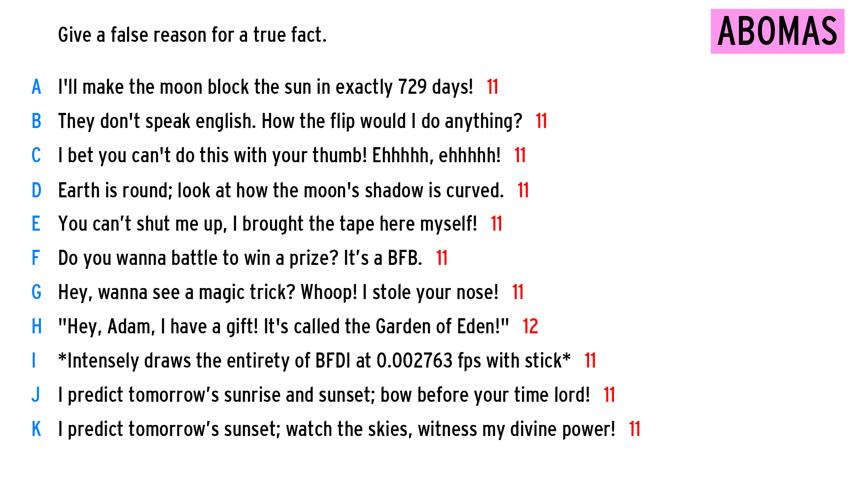 Give a false reason for a true fact.
ABOMAS
A I'll make the moon block the sun in exactly 729 days! 11
B They don't speak english. How the flip would I do anything? 11
C I bet you can't do this with your thumb! Ehhhhh, ehhhhh! 11
D Earth is round; look at how the moon's shadow is curved. 11
E You can’t shut me up, I brought the tape here myself! 11
F Do you wanna battle to win a prize? It’s a BFB. 11
G Hey, wanna see a magic trick? Whoop! I stole your nose! 11
H "Hey, Adam, I have a gift! It's called the Garden of Eden!" 12
I *Intensely draws the entirety of BFDI at 0.002763 fps with stick* 11
J I predict tomorrow’s sunrise and sunset; bow before your time lord! 11
K I predict tomorrow’s sunset; watch the skies, witness my divine power! 11